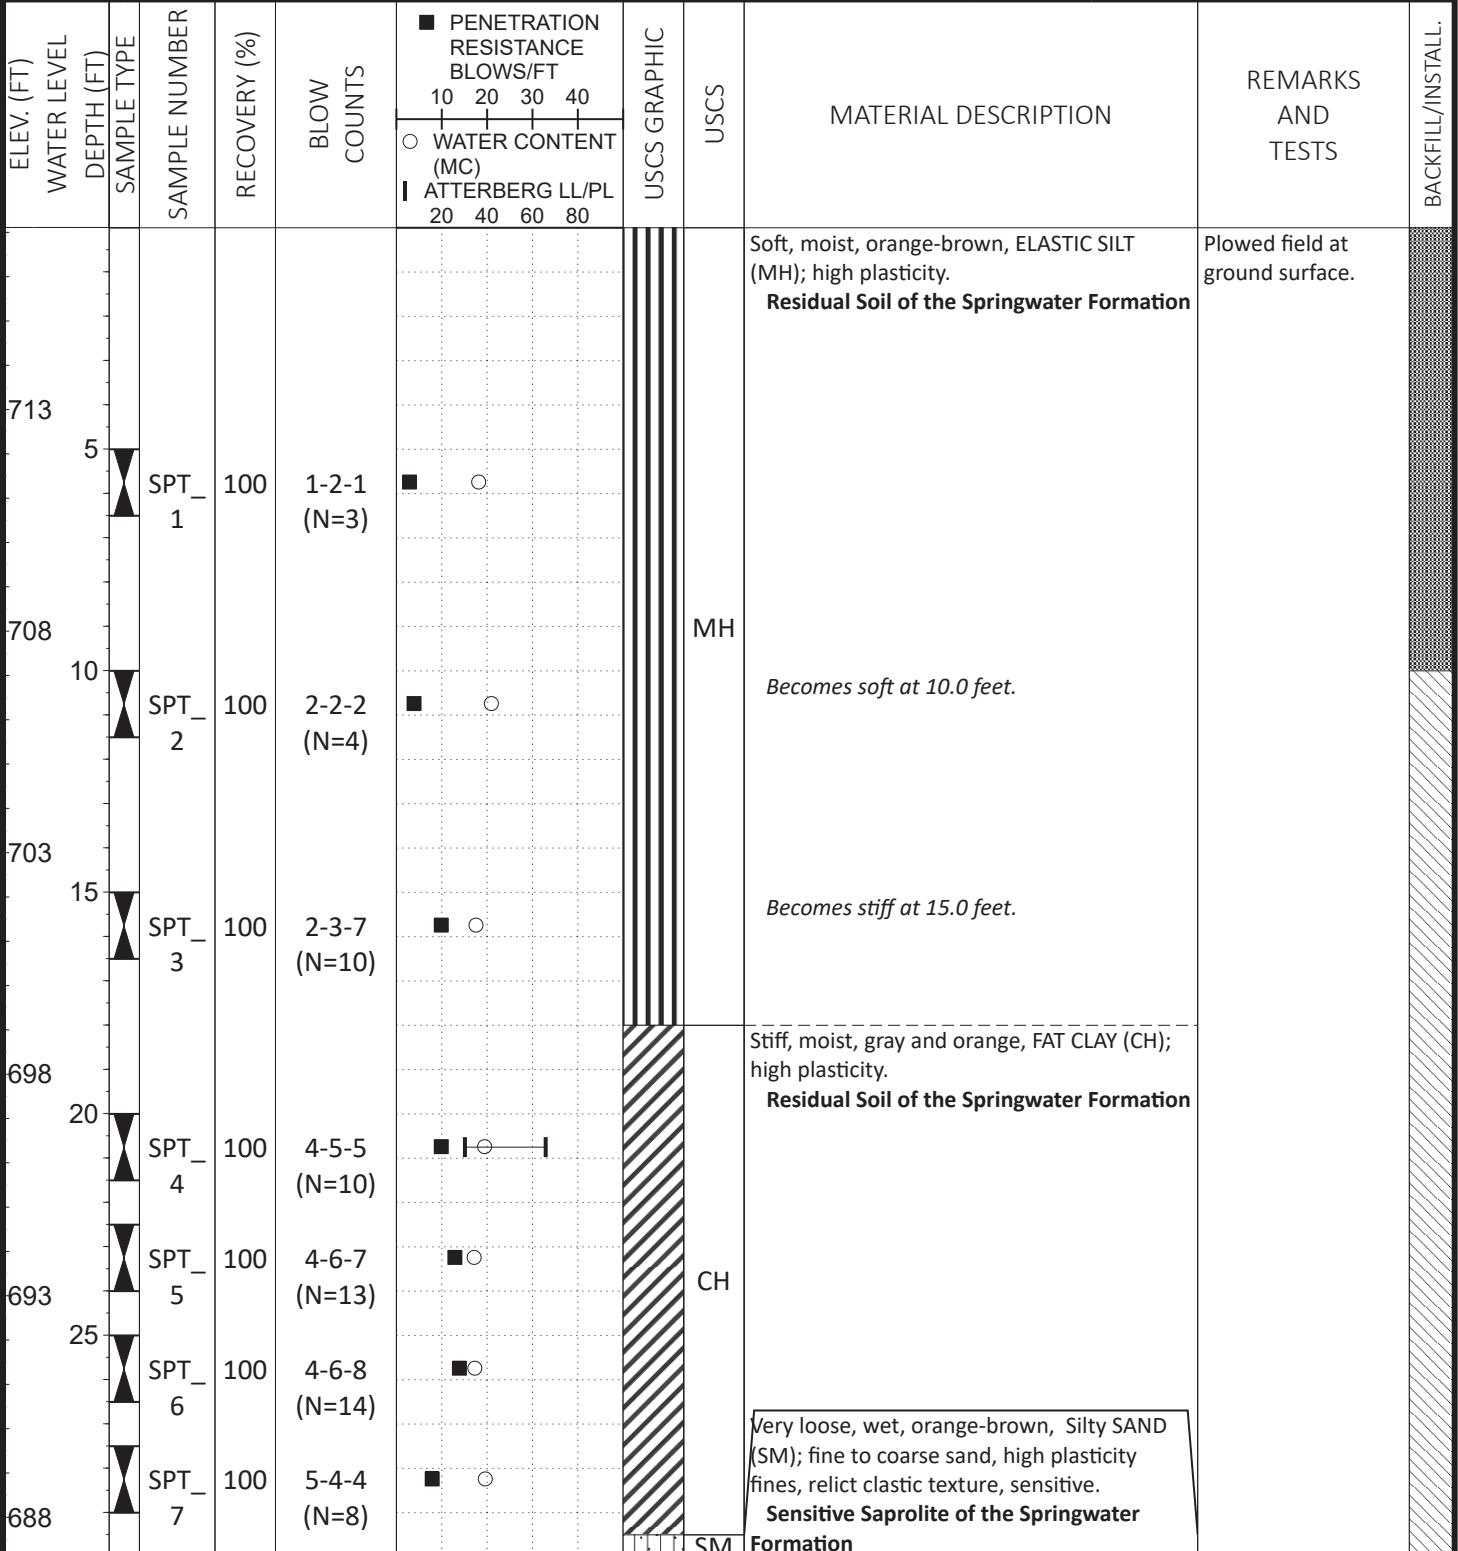 ELEV. (FT)
WATER LEVEL
DEPTH (FT)
SAMPLE TYPE
SAMPLE NUMBER
RECOVERY (%)
BLOW
COUNTS
PENETRATION
RESISTANCE
BLOWS/FT
10 20 30 40
WATER CONTENT
(MC)
ATTERBERG LL/PL
20 40 60 80
USCS GRAPHIC
USCS
MATERIAL DESCRIPTION
REMARKS
AND
TESTS
BACKFILL/INSTALL.
Soft, moist, orange-brown, ELASTIC SILT
(MH); high plasticity.
Residual Soil of the Springwater Formation
Plowed field at
ground surface.
713
5
SPT_
1
100
1-2-1
(N=3)
708
MH
10
SPT_
2
100
2-2-2
(N=4)
Becomes soft at 10.0 feet.
703
15
SPT_
3
100
2-3-7
(N=10)
Becomes stiff at 15.0 feet.
Stiff, moist, gray and orange, FAT CLAY (CH);
high plasticity.
Residual Soil of the Springwater Formation
698
20
SPT_
4
100
4-5-5
(N=10)
SPT_
5
100
4-6-7
(N=13)
693
CH
25
SPT_
6
100
4-6-8
(N=14)
SPT_
7
100
5-4-4
(N=8)
688
Very loose, wet, orange-brown, Silty SAND
(SM); fine to coarse sand, high plasticity
fines, relict clastic texture, sensitive.
Sensitive Saprolite of the Springwater
Formation
SM